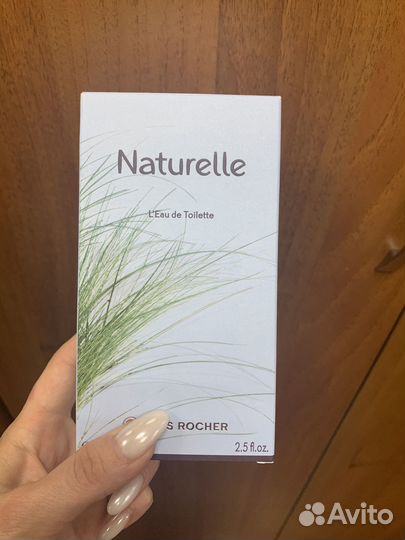 Naturelle
L'Eau de Toilette
S ROCHER
2.5 fl.oz.
Avito